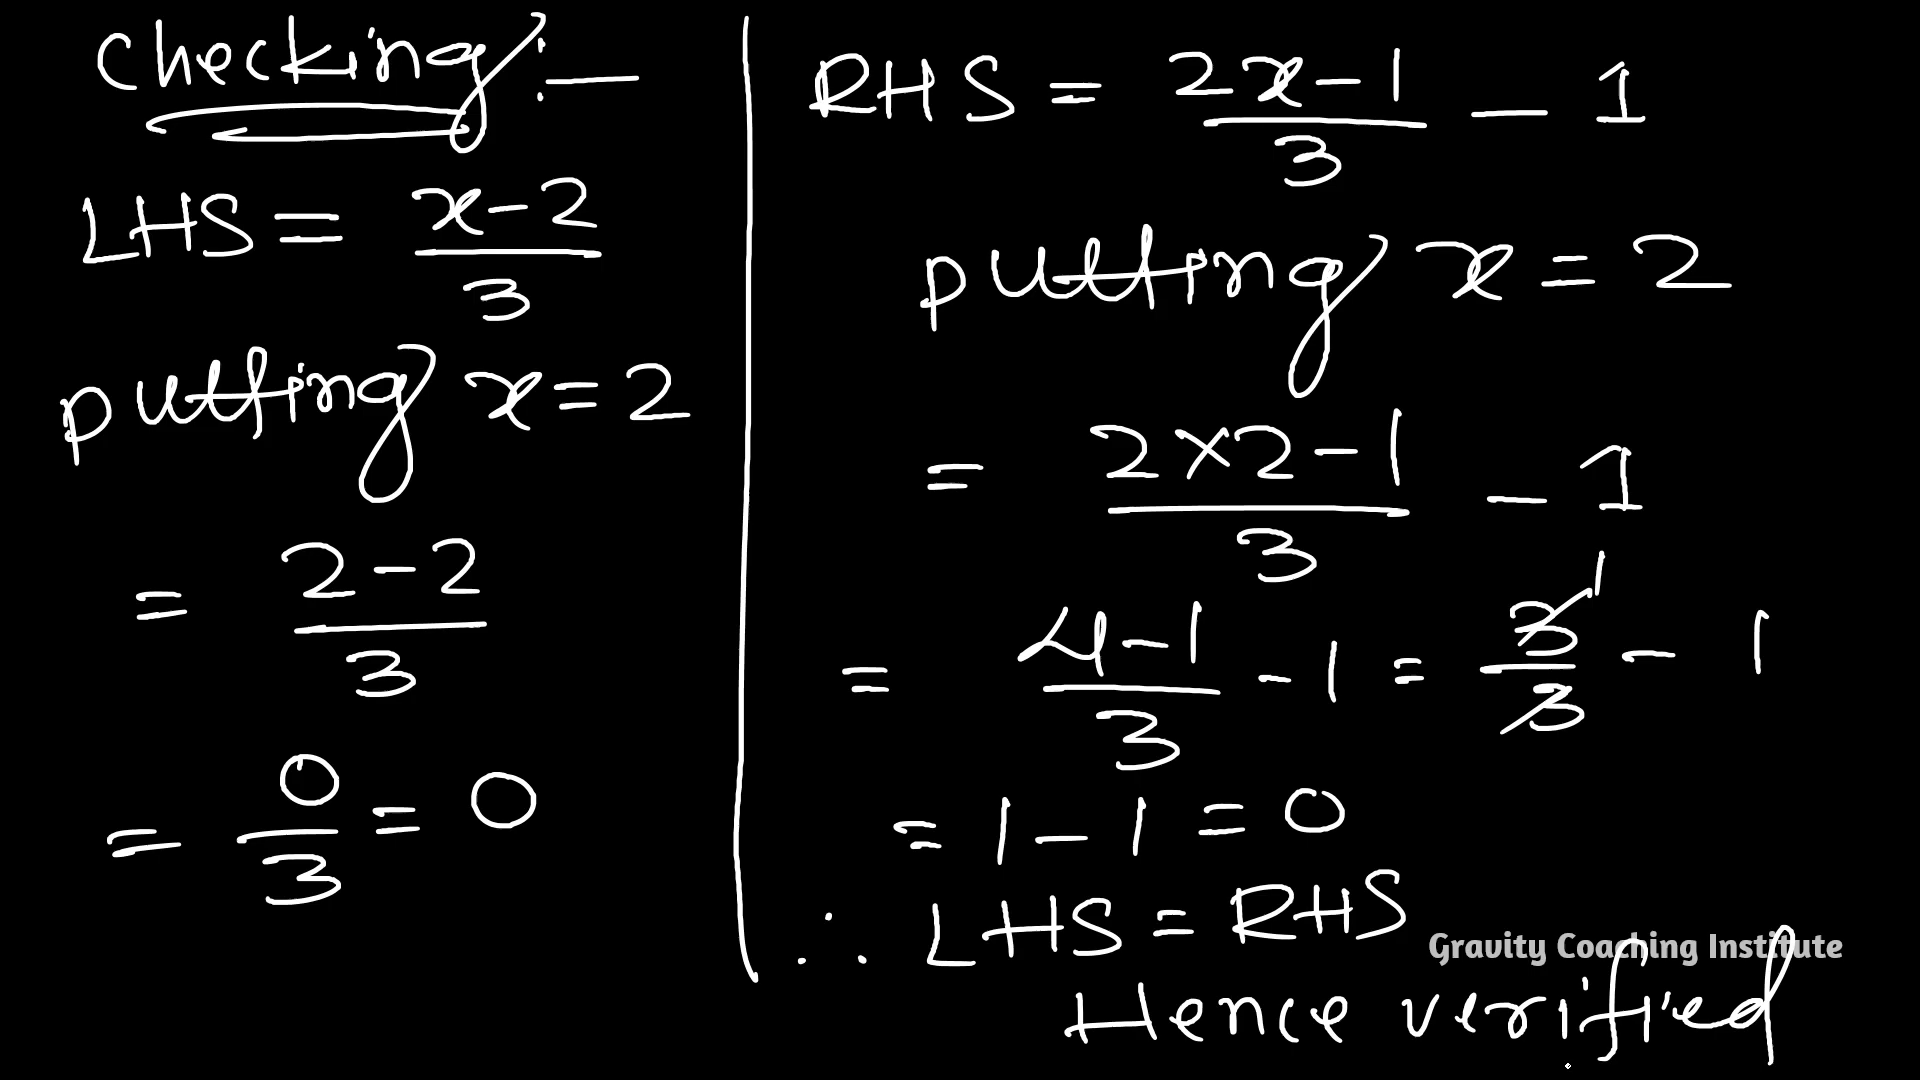 Checking :—
LHS = x-2/3
putting x = 2
= 2-2/3
= 0/3 = 0
RHS = 2x-1/3 - 1
putting x = 2
= 2×2-1/3 - 1
= 4-1/3 - 1 = 3/3 1 - 1
= 1 - 1 = 0
∴ LHS = RHS
Gravity Coaching Institute
Hence verified